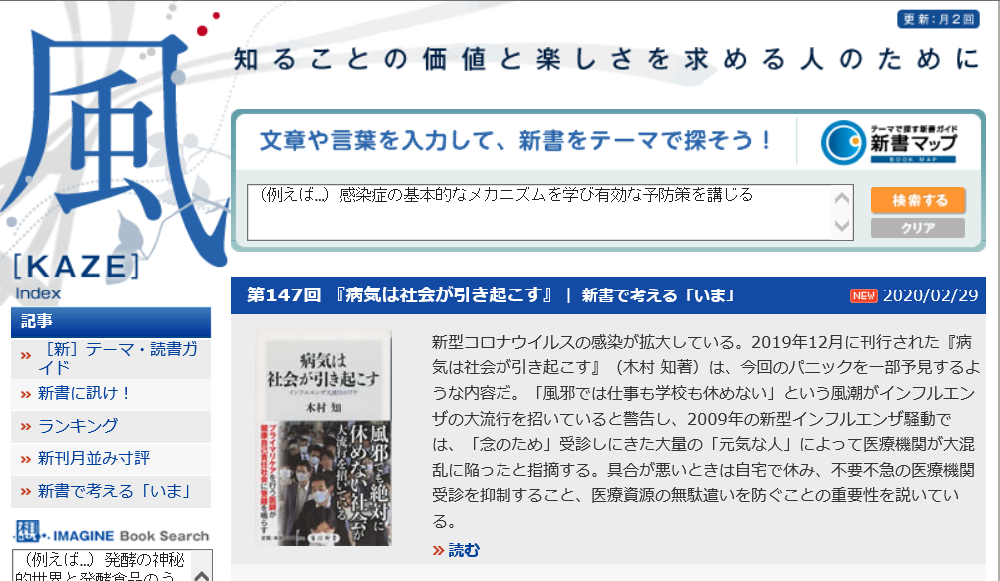 更新:月2回
知ることの価値と楽しさを求める人のために
風
[KAZE]
Index
文章や言葉を入力して、新書をテーマで探そう！
テーマで探す新書ガイド
新書マップ
BOOK MAP
（例えば...）感染症の基本的なメカニズムを学び有効な予防策を講じる
検索する
クリア
記事
» ［新］テーマ・読書ガ
イド
» 新書に訊け！
» ランキング
» 新刊月並み寸評
» 新書で考える「いま」
想 IMAGINE Book Search
（例えば...）発酵の神秘
的世界と発酵食品のう
第147回 『病気は社会が引き起こす』｜ 新書で考える「いま」
NEW 2020/02/29
病気は
社会が引き起こす
インフルエンザ大流行のワケ
木村 知
風邪でも絶対に
休めない社会が
大流行を招いている
プライマリケアを行う医師が
健康自己責任社会に警鐘を鳴らす
角川新書
新型コロナウイルスの感染が拡大している。2019年12月に刊行された『病
気は社会が引き起こす』（木村 知著）は、今回のパニックを一部予見するよ
うな内容だ。「風邪では仕事も学校も休めない」という風潮がインフルエン
ザの大流行を招いていると警告し、2009年の新型インフルエンザ騒動で
は、「念のため」受診しにきた大量の「元気な人」によって医療機関が大混
乱に陥ったと指摘する。具合が悪いときは自宅で休み、不要不急の医療機関
受診を抑制すること、医療資源の無駄遣いを防ぐことの重要性を説いてい
る。
» 読む